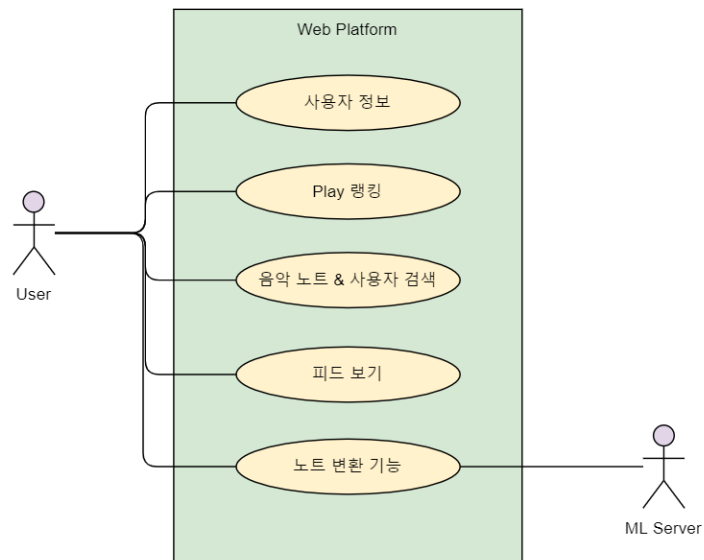 Web Platform
사용자 정보
Play 랭킹
음악 노트 & 사용자 검색
User
피드 보기
노트 변환 기능
ML Server